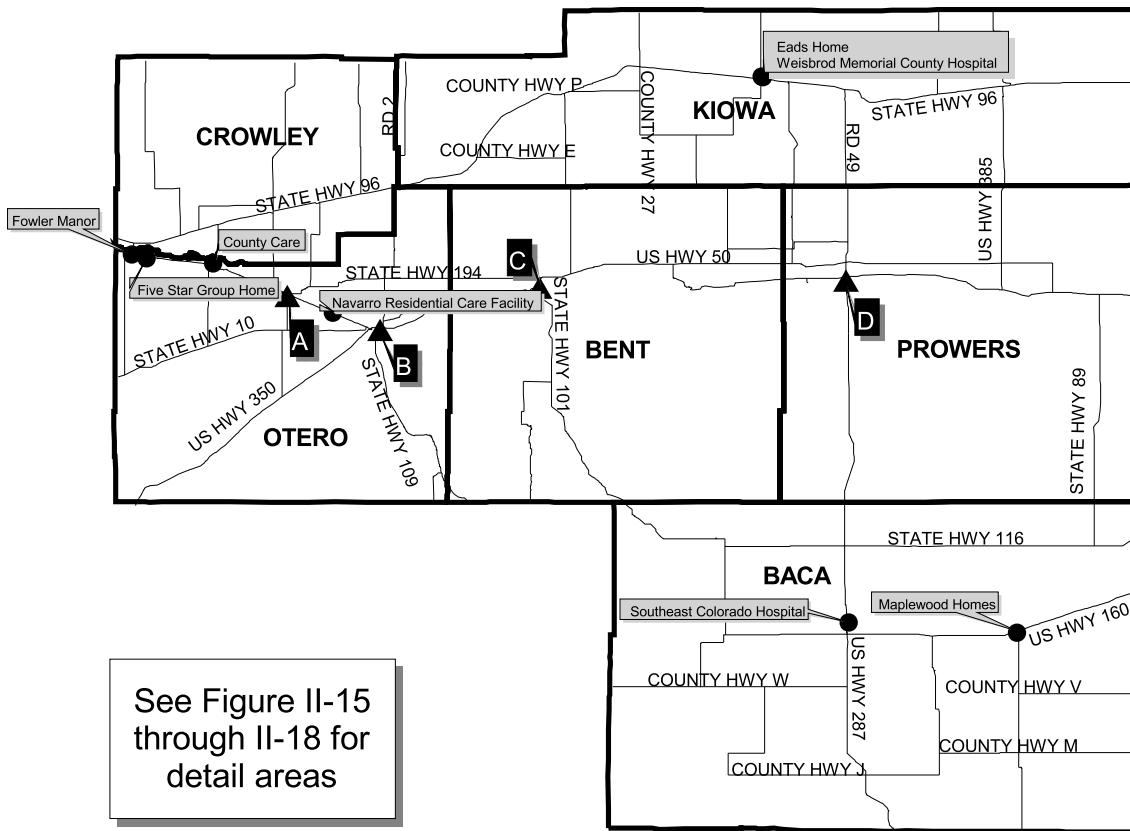 Eads Home
Weisbrod Memorial County Hospital
COUNTY HWY P
COUNTY HWY 27
KIOWA
STATE HWY 96
RD 2
CROWLEY
RD 49
COUNTY HWY E
US HWY 385
STATE HWY 96
Fowler Manor
County Care
C
US HWY 50
STATE HWY 194
Five Star Group Home
Navarro Residential Care Facility
STATE HWY 101
D
A
STATE HWY 10
BENT
PROWERS
B
US HWY 350
STATE HWY 109
STATE HWY 89
OTERO
STATE HWY 116
BACA
Southeast Colorado Hospital
Maplewood Homes
US HWY 160
US HWY 287
COUNTY HWY W
COUNTY HWY V
COUNTY HWY M
COUNTY HWY J
See Figure II-15
through II-18 for
detail areas